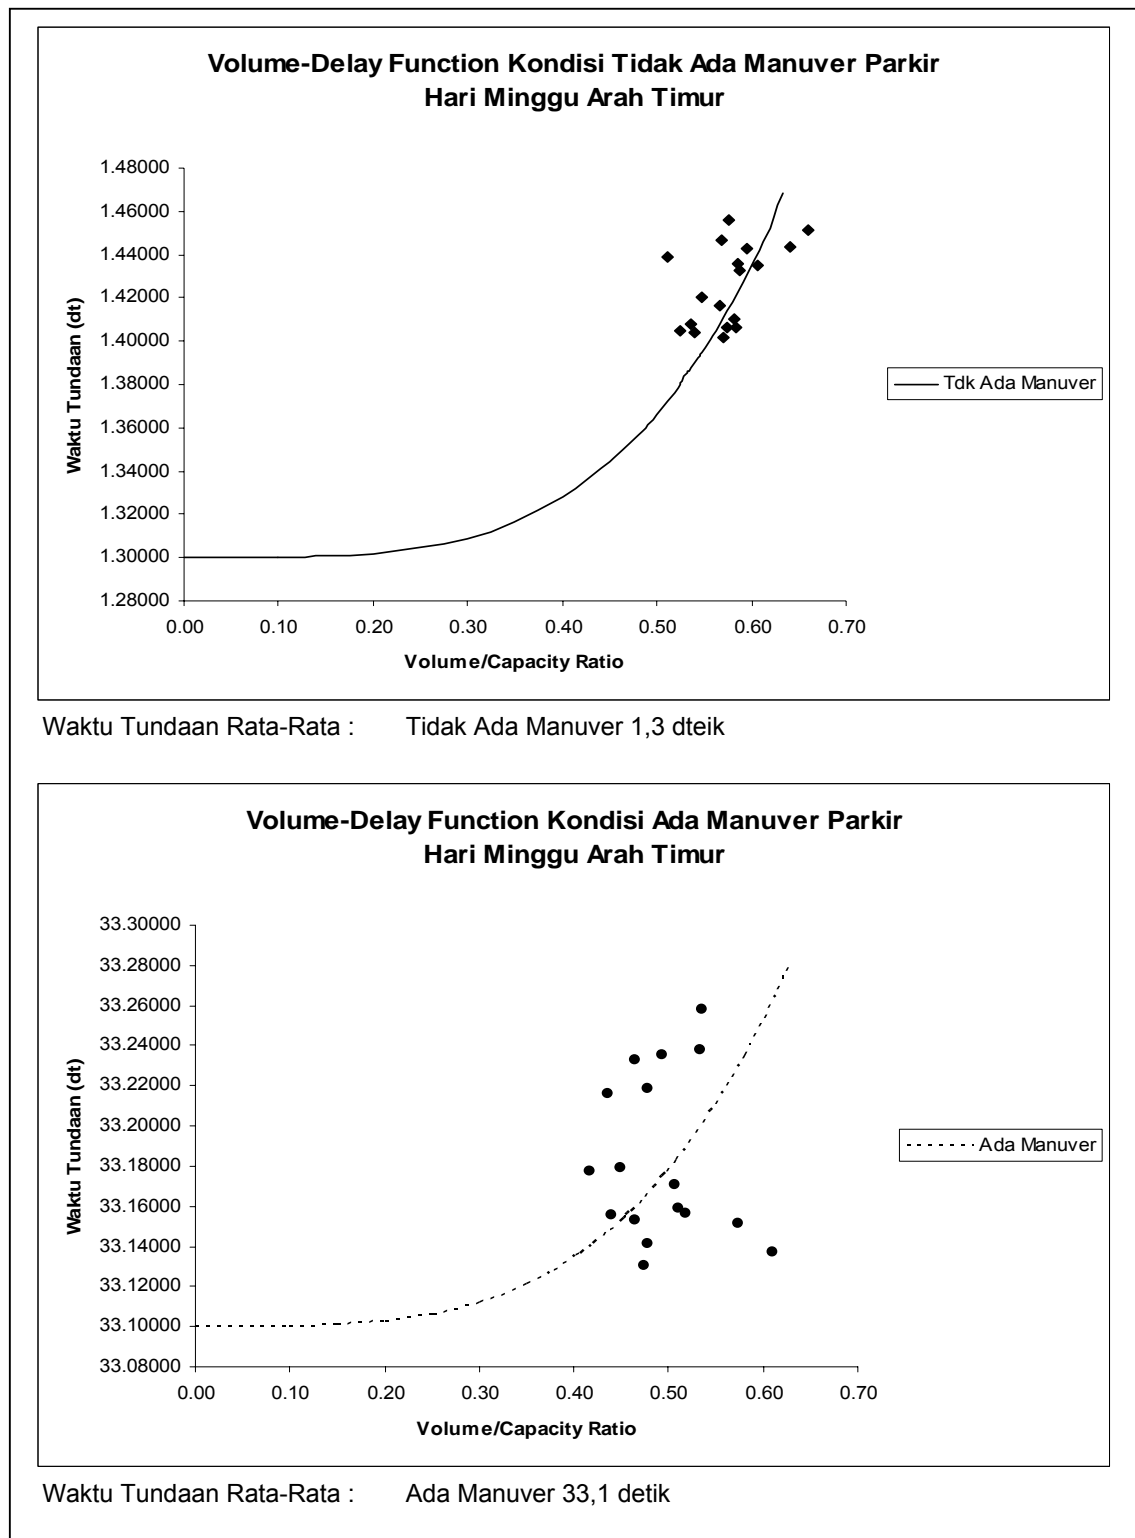 Volume-Delay Function Kondisi Tidak Ada Manuver Parkir
Hari Minggu Arah Timur
1.48000
1.46000
1.44000
1.42000
1.40000
1.38000
1.36000
1.34000
1.32000
1.30000
1.28000
Waktu Tundaan (dt)
0.00 0.10 0.20 0.30 0.40 0.50 0.60 0.70
Volume/Capacity Ratio
Tdk Ada Manuver
Waktu Tundaan Rata-Rata : Tidak Ada Manuver 1,3 dteik
Volume-Delay Function Kondisi Ada Manuver Parkir
Hari Minggu Arah Timur
33.30000
33.28000
33.26000
33.24000
33.22000
33.20000
33.18000
33.16000
33.14000
33.12000
33.10000
33.08000
Waktu Tundaan (dt)
0.00 0.10 0.20 0.30 0.40 0.50 0.60 0.70
Volume/Capacity Ratio
Ada Manuver
Waktu Tundaan Rata-Rata : Ada Manuver 33,1 detik